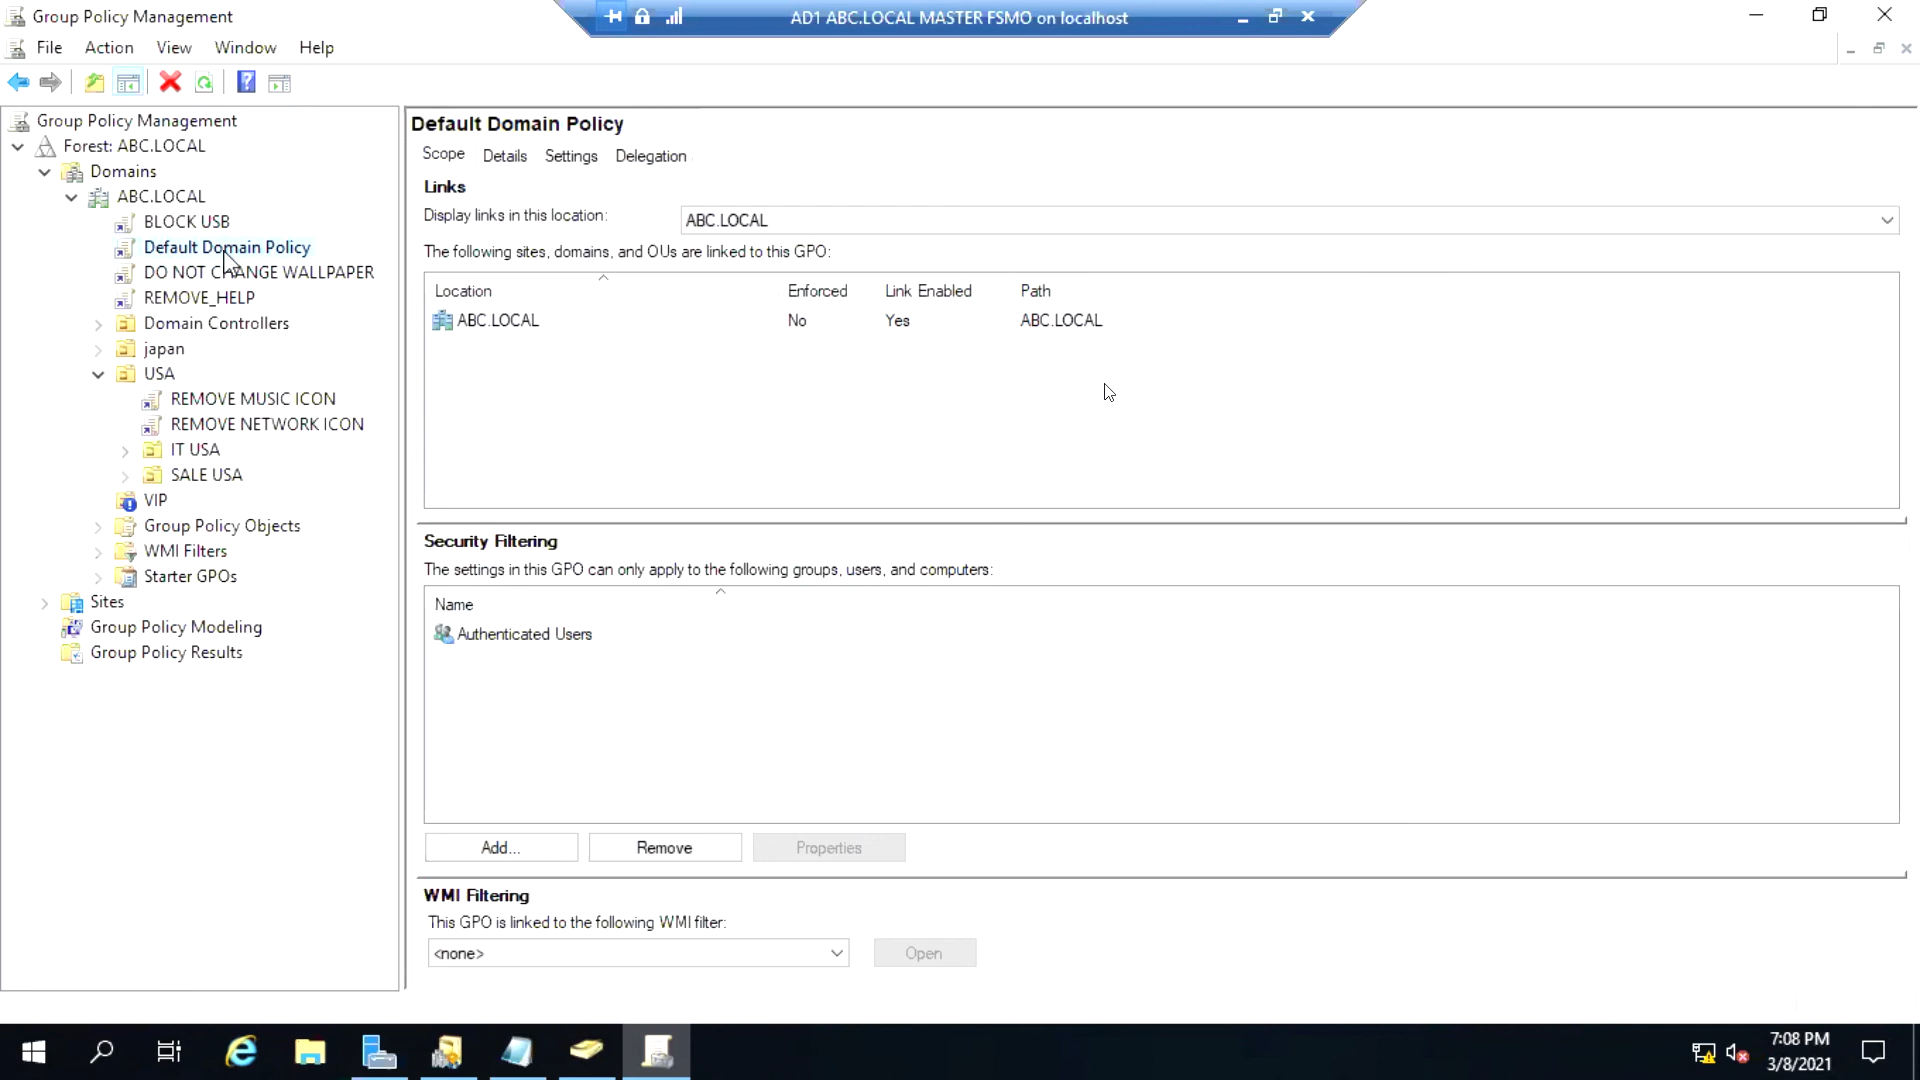 Group Policy Management
AD1 ABC.LOCAL MASTER FSMO on localhost
File Action View Window Help
Group Policy Management
Forest: ABC.LOCAL
Domains
ABC.LOCAL
BLOCK USB
Default Domain Policy
DO NOT CHANGE WALLPAPER
REMOVE_HELP
Domain Controllers
japan
USA
REMOVE MUSIC ICON
REMOVE NETWORK ICON
IT USA
SALE USA
VIP
Group Policy Objects
WMI Filters
Starter GPOs
Sites
Group Policy Modeling
Group Policy Results
Default Domain Policy
Scope Details Settings Delegation
Links
Display links in this location: ABC.LOCAL
The following sites, domains, and OUs are linked to this GPO:
Location Enforced Link Enabled Path
ABC.LOCAL No Yes ABC.LOCAL
Security Filtering
The settings in this GPO can only apply to the following groups, users, and computers:
Name
Authenticated Users
Add... Remove Properties
WMI Filtering
This GPO is linked to the following WMI filter:
<none> Open
7:08 PM
3/8/2021